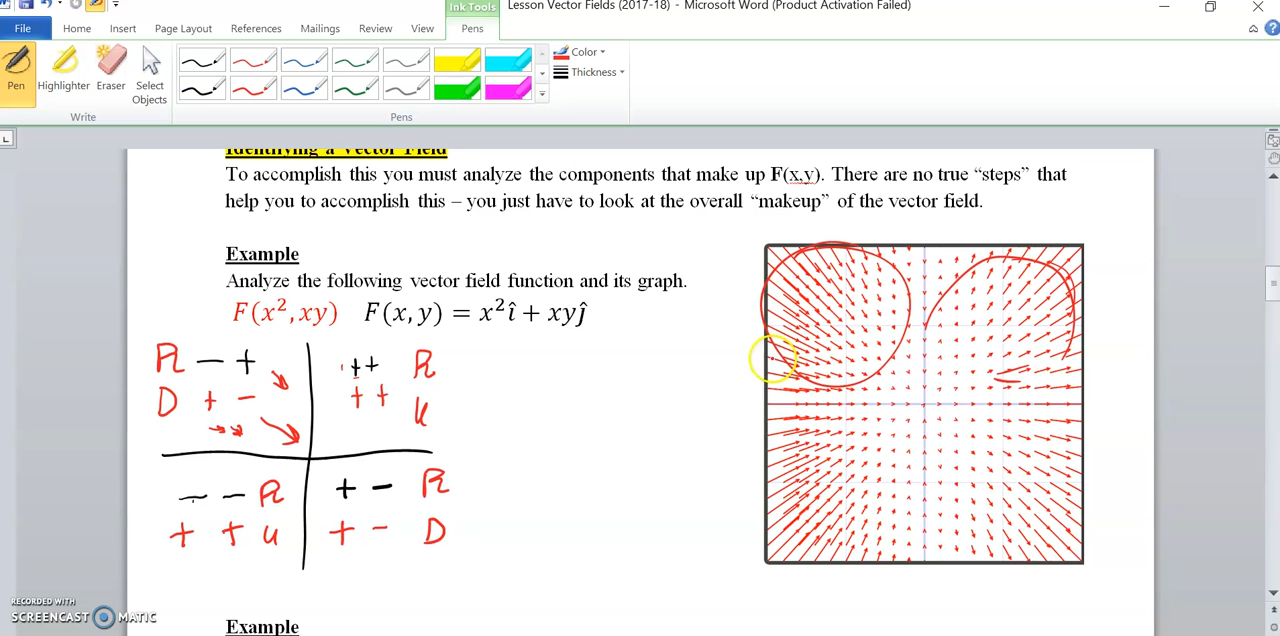 Ink Tools
Lesson Vector Fields (2017-18) - Microsoft Word (Product Activation Failed)
File Home Insert Page Layout References Mailings Review View Pens
Pen Highlighter Eraser Select Objects
Color
Thickness
Write
Pens
Identifying a Vector Field
To accomplish this you must analyze the components that make up F(x,y). There are no true “steps” that
help you to accomplish this – you just have to look at the overall “makeup” of the vector field.
Example
Analyze the following vector field function and its graph.
F(x², xy) F(x, y) = x²î + xyĵ
R − + ++ R
D + − + + U
− − R + − R
+ + U + − D
RECORDED WITH
SCREENCAST MATIC
Example